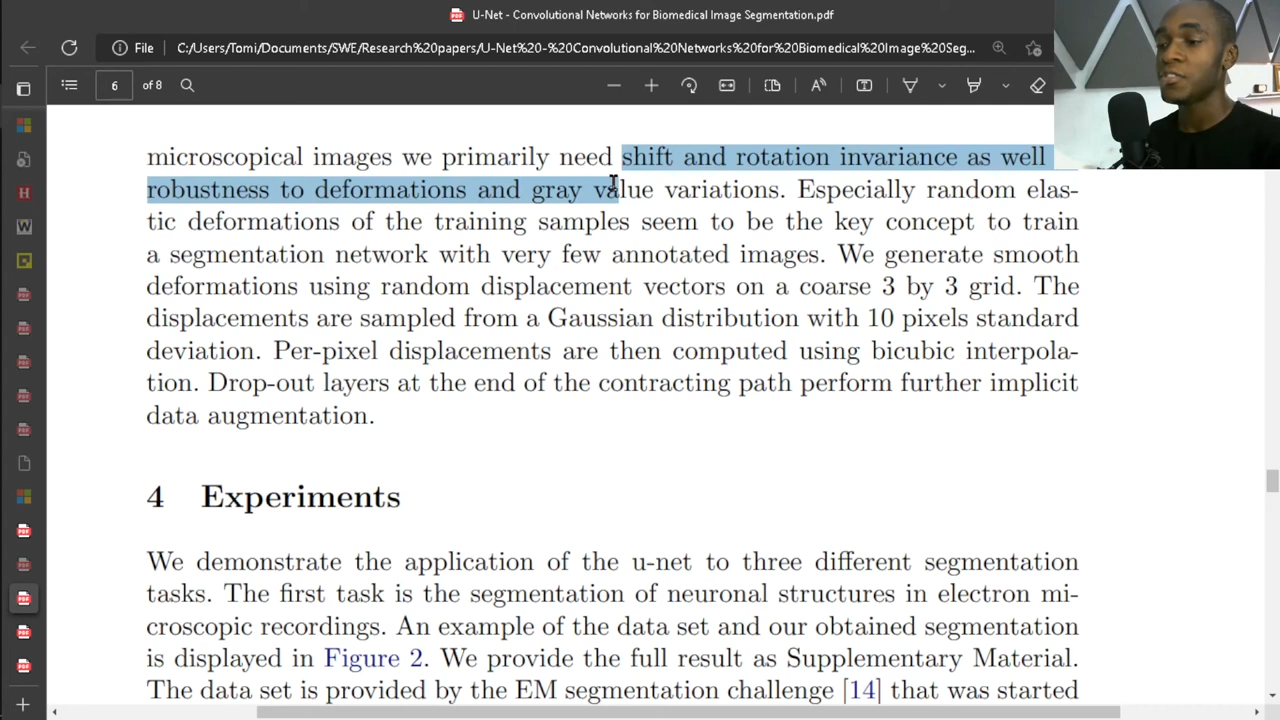 U-Net - Convolutional Networks for Biomedical Image Segmentation.pdf
File C:/Users/Tomi/Documents/SWE/Research%20papers/U-Net%20-%20Convolutional%20Networks%20for%20Biomedical%20Image%20Seg...
6 of 8
microscopical images we primarily need shift and rotation invariance as well
robustness to deformations and gray value variations. Especially random elas-
tic deformations of the training samples seem to be the key concept to train
a segmentation network with very few annotated images. We generate smooth
deformations using random displacement vectors on a coarse 3 by 3 grid. The
displacements are sampled from a Gaussian distribution with 10 pixels standard
deviation. Per-pixel displacements are then computed using bicubic interpola-
tion. Drop-out layers at the end of the contracting path perform further implicit
data augmentation.
4 Experiments
We demonstrate the application of the u-net to three different segmentation
tasks. The first task is the segmentation of neuronal structures in electron mi-
croscopic recordings. An example of the data set and our obtained segmentation
is displayed in Figure 2. We provide the full result as Supplementary Material.
The data set is provided by the EM segmentation challenge [14] that was started